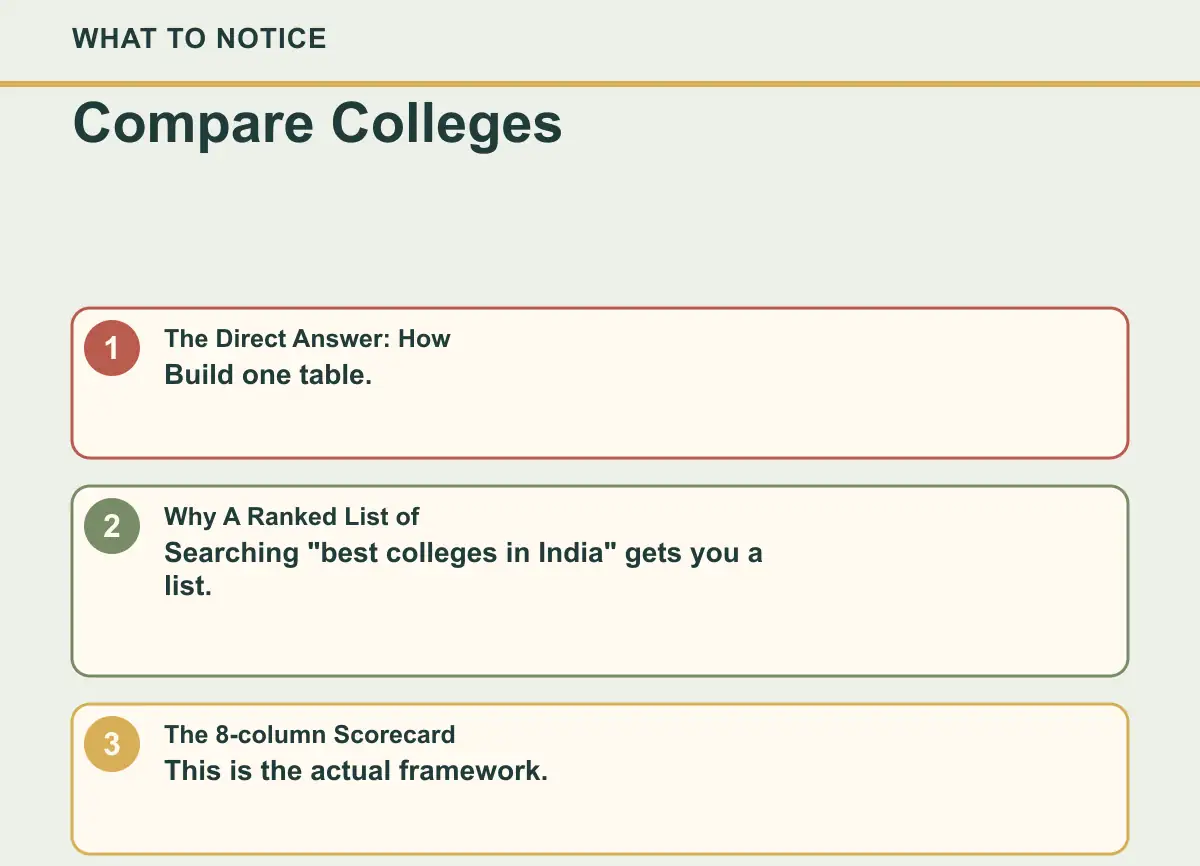 WHAT TO NOTICE
Compare Colleges
1
The Direct Answer: How
Build one table.
2
Why A Ranked List of
Searching "best colleges in India" gets you a
list.
3
The 8-column Scorecard
This is the actual framework.